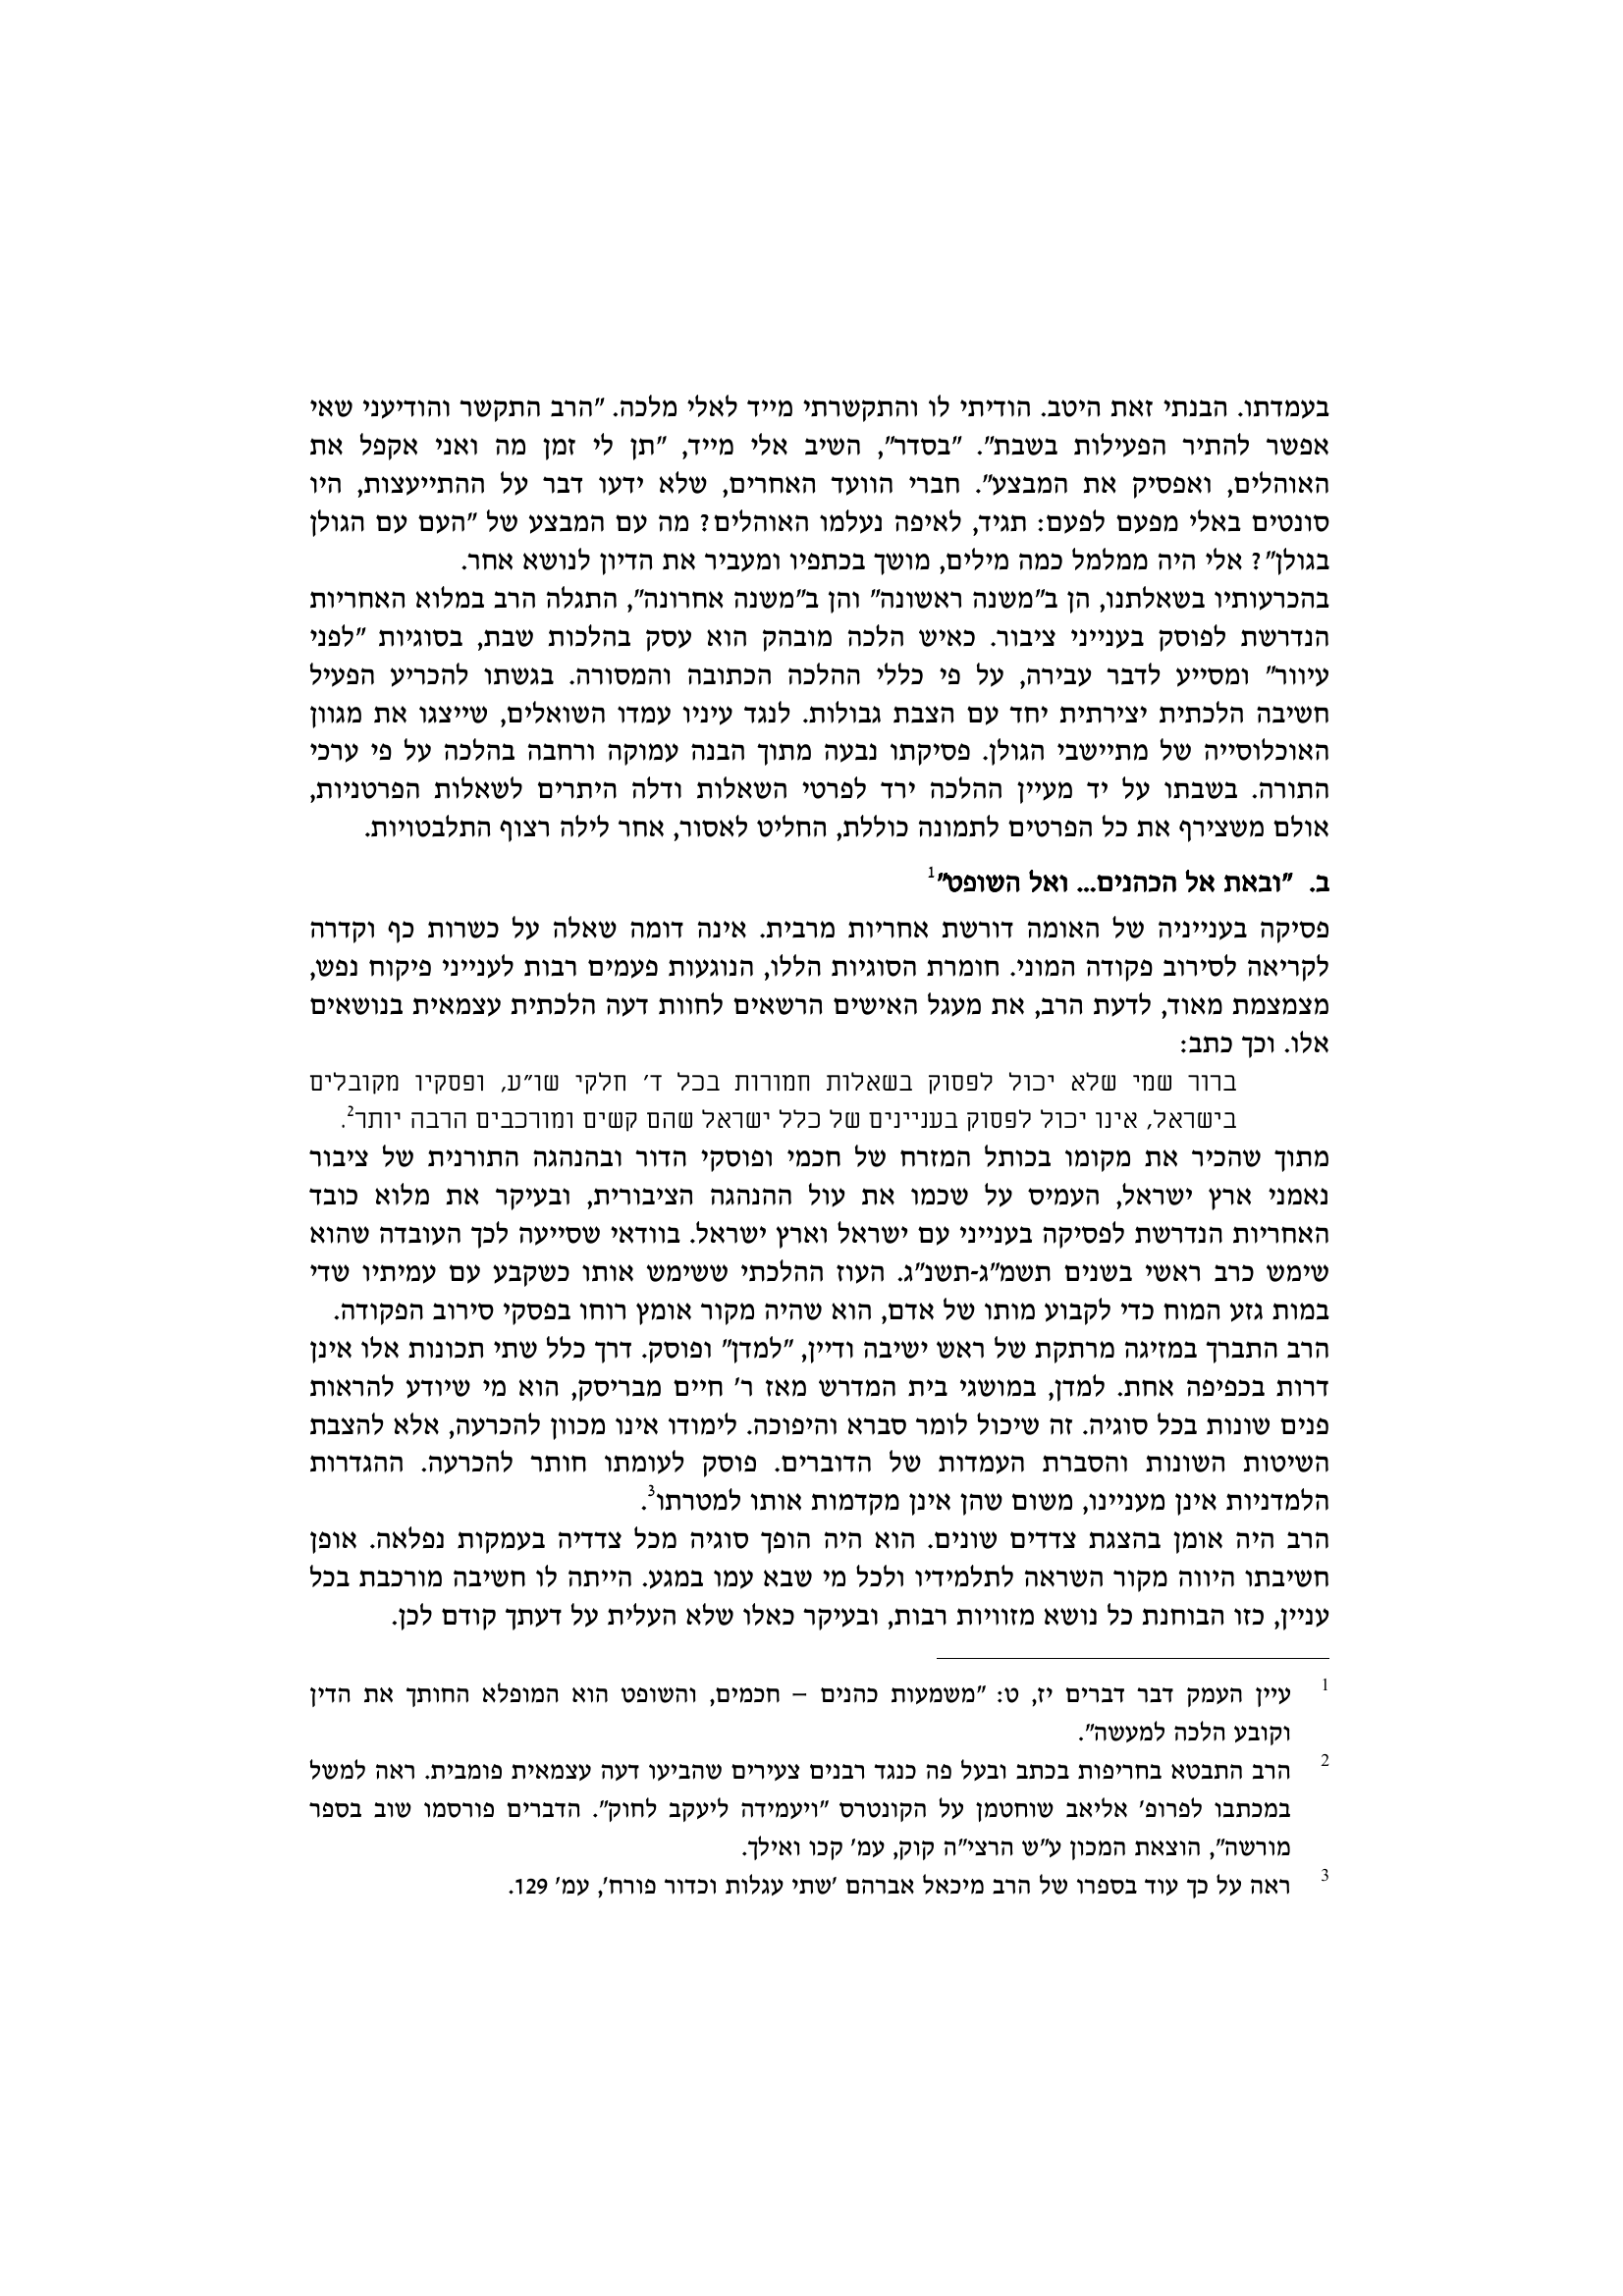 בעמדתו. הבנתי זאת היטב. הודיתי לו והתקשרתי מייד לאלי מלכה. "הרב התקשר והודיעני שאי
אפשר להתיר הפעילות בשבת". "בסדר", השיב אלי מייד, "תן לי זמן מה ואני אקפל את
האוהלים, ואפסיק את המבצע". חברי הוועד האחרים, שלא ידעו דבר על ההתייעצות, היו
סונטים באלי מפעם לפעם: תגיד, לאיפה נעלמו האוהלים? מה עם המבצע של "העם עם הגולן
בגולן"? אלי היה ממלמל כמה מילים, מושך בכתפיו ומעביר את הדיון לנושא אחר.
בהכרעותיו בשאלתנו, הן ב"משנה ראשונה" והן ב"משנה אחרונה", התגלה הרב במלוא האחריות
הנדרשת לפוסק בענייני ציבור. כאיש הלכה מובהק הוא עסק בהלכות שבת, בסוגיות "לפני
עיוור" ומסייע לדבר עבירה, על פי כללי ההלכה הכתובה והמסורה. בגשתו להכריע הפעיל
חשיבה הלכתית יצירתית יחד עם הצבת גבולות. לנגד עיניו עמדו השואלים, שייצגו את מגוון
האוכלוסייה של מתיישבי הגולן. פסיקתו נבעה מתוך הבנה עמוקה ורחבה בהלכה על פי ערכי
התורה. בשבתו על יד מעיין ההלכה ירד לפרטי השאלות ודלה היתרים לשאלות הפרטניות,
אולם משצירף את כל הפרטים לתמונה כוללת, החליט לאסור, אחר לילה רצוף התלבטויות.
ב. "ובאת אל הכהנים... ואל השופט"1
פסיקה בענייניה של האומה דורשת אחריות מרבית. אינה דומה שאלה על כשרות כף וקדרה
לקריאה לסירוב פקודה המוני. חומרת הסוגיות הללו, הנוגעות פעמים רבות לענייני פיקוח נפש,
מצמצמת מאוד, לדעת הרב, את מעגל האישים הרשאים לחוות דעה הלכתית עצמאית בנושאים
אלו. וכך כתב:
ברור שמי שלא יכול לפסוק בשאלות חמורות בכל ד' חלקי שו"ע, ופסקיו מקובלים
בישראל, אינו יכול לפסוק בעניינים של כלל ישראל שהם קשים ומורכבים הרבה יותר2.
מתוך שהכיר את מקומו בכותל המזרח של חכמי ופוסקי הדור ובהנהגה התורנית של ציבור
נאמני ארץ ישראל, העמיס על שכמו את עול ההנהגה הציבורית, ובעיקר את מלוא כובד
האחריות הנדרשת לפסיקה בענייני עם ישראל וארץ ישראל. בוודאי שסייעה לכך העובדה שהוא
שימש כרב ראשי בשנים תשמ"ג-תשנ"ג. העוז ההלכתי ששימש אותו כשקבע עם עמיתיו שדי
במות גזע המוח כדי לקבוע מותו של אדם, הוא שהיה מקור אומץ רוחו בפסקי סירוב הפקודה.
הרב התברך במזיגה מרתקת של ראש ישיבה ודיין, "למדן" ופוסק. דרך כלל שתי תכונות אלו אינן
דרות בכפיפה אחת. למדן, במושגי בית המדרש מאז ר' חיים מבריסק, הוא מי שיודע להראות
פנים שונות בכל סוגיה. זה שיכול לומר סברא והיפוכה. לימודו אינו מכוון להכרעה, אלא להצבת
השיטות השונות והסברת העמדות של הדוברים. פוסק לעומתו חותר להכרעה. ההגדרות
הלמדניות אינן מעניינו, משום שהן אינן מקדמות אותו למטרתו3.
הרב היה אומן בהצגת צדדים שונים. הוא היה הופך סוגיה מכל צדדיה בעמקות נפלאה. אופן
חשיבתו היווה מקור השראה לתלמידיו ולכל מי שבא עמו במגע. הייתה לו חשיבה מורכבת בכל
עניין, כזו הבוחנת כל נושא מזוויות רבות, ובעיקר כאלו שלא העלית על דעתך קודם לכן.
1 עיין העמק דבר דברים יז, ט: "משמעות כהנים – חכמים, והשופט הוא המופלא החותך את הדין
וקובע הלכה למעשה".
2 הרב התבטא בחריפות בכתב ובעל פה כנגד רבנים צעירים שהביעו דעה עצמאית פומבית. ראה למשל
במכתבו לפרופ' אליאב שוחטמן על הקונטרס "ויעמידה ליעקב לחוק". הדברים פורסמו שוב בספר
מורשה", הוצאת המכון ע"ש הרצי"ה קוק, עמ' קכו ואילך.
3 ראה על כך עוד בספרו של הרב מיכאל אברהם 'שתי עגלות וכדור פורח', עמ' 129.